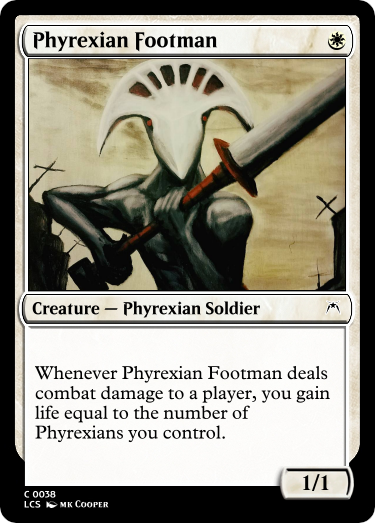 Phyrexian Footman
Creature — Phyrexian Soldier
Whenever Phyrexian Footman deals
combat damage to a player, you gain
life equal to the number of
Phyrexians you control.
1/1
C 0038
LCS MK COOPER